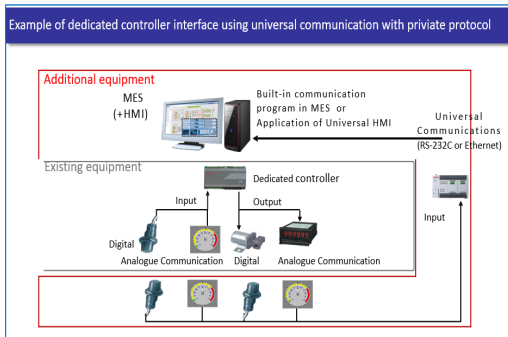 Example of dedicated controller interface using universal communication with priviate protocol
Additional equipment
MES
(+HMI)
Built-in communication
program in MES or
Application of Universal HMI
Universal
Communications
(RS-232C or Ethernet)
Existing equipment
Dedicated controller
Input
Output
Input
Digital
Analogue Communication
Digital
Analogue Communication